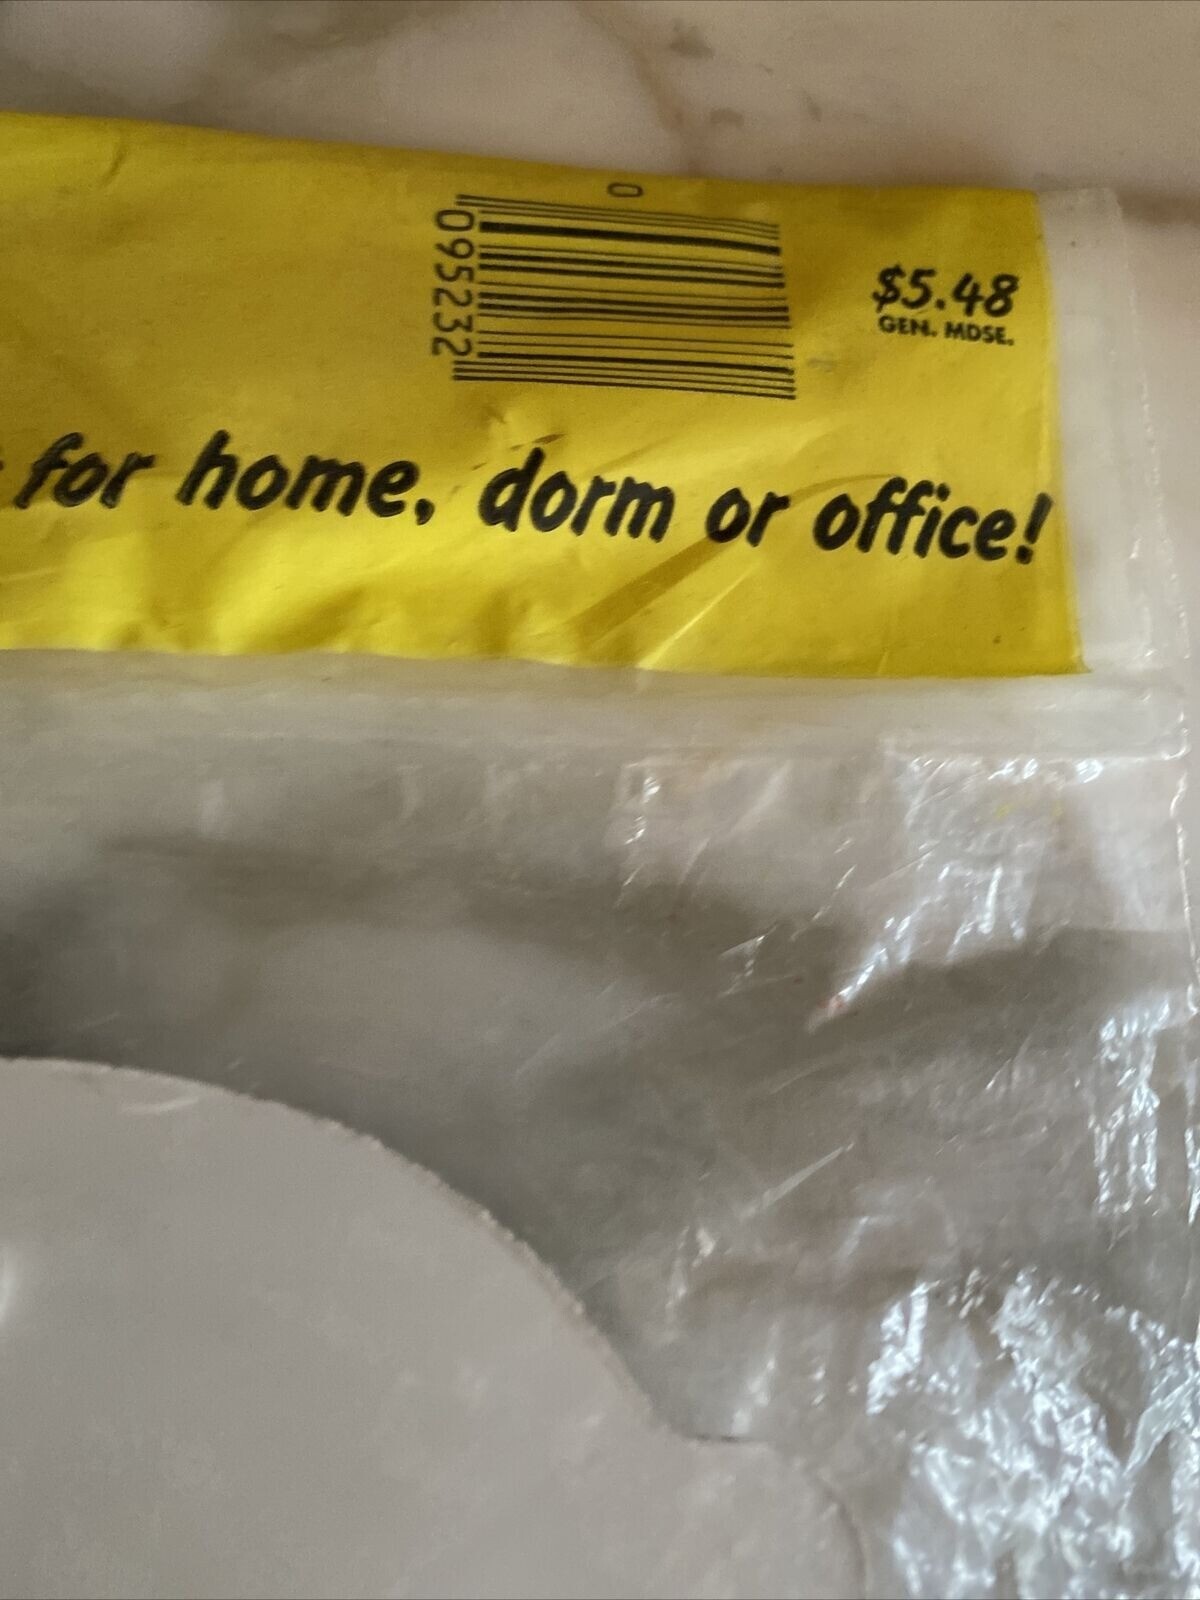 0
095232
$5.48
GEN. MDSE.
for home, dorm or office!